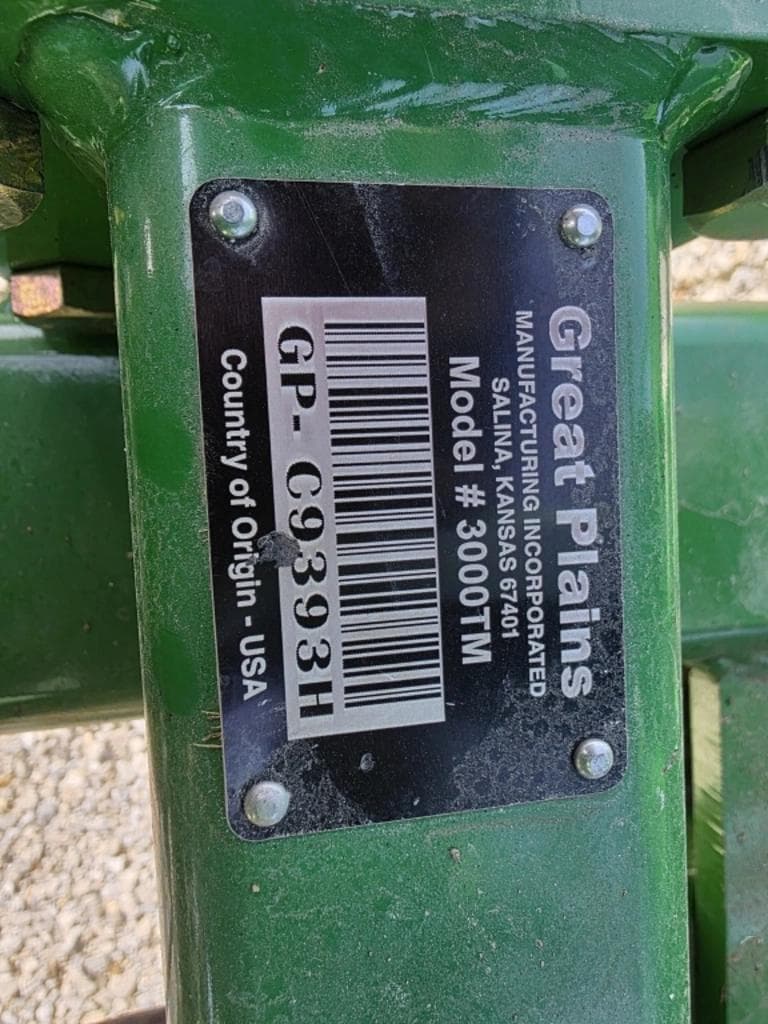 Great Plains
MANUFACTURING INCORPORATED
SALINA, KANSAS 67401
Model # 3000TM
GP- C9393H
Country of Origin - USA